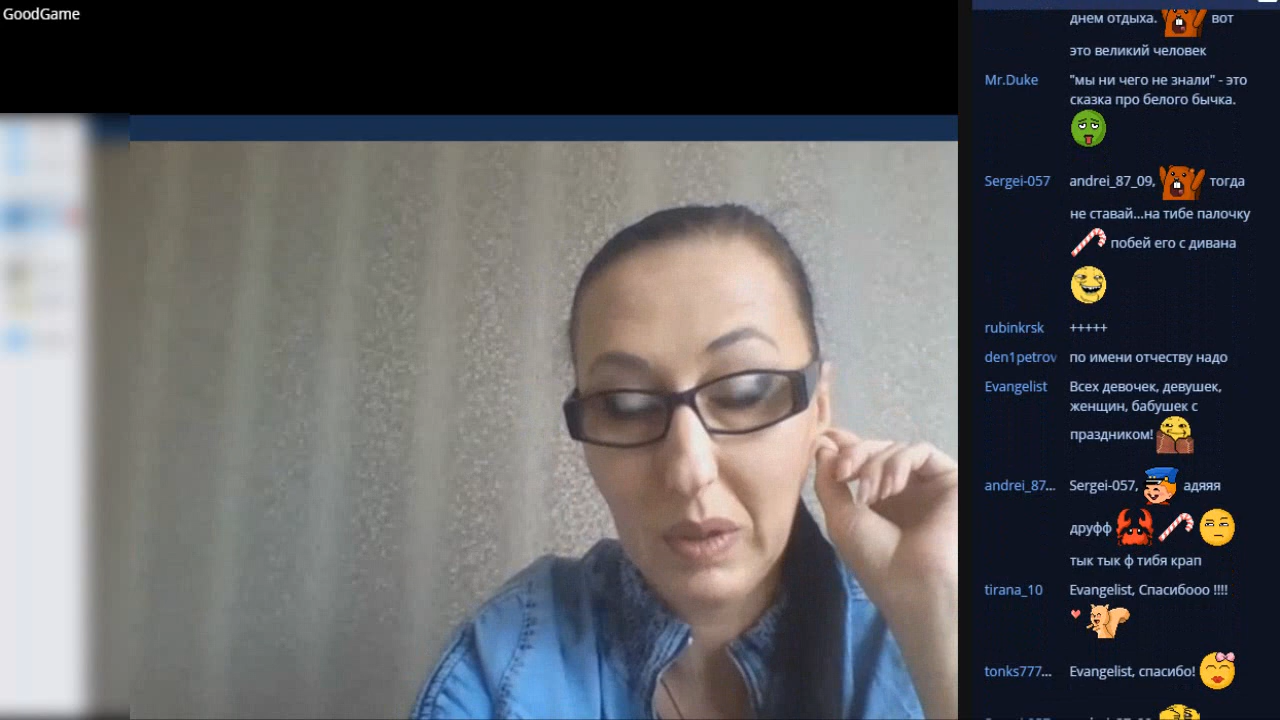 GoodGame
днем отдыха. вот
это великий человек
Mr.Duke "мы ни чего не знали" - это
сказка про белого бычка.
Sergei-057 andrei_87_09, тогда
не ставай...на тибе палочку
побей его с дивана
rubinkrsk +++++
den1petrov по имени отчеству надо
Evangelist Всех девочек, девушек,
женщин, бабушек с
праздником!
andrei_87... Sergei-057, адяяя
друфф
тык тык ф тибя крап
tirana_10 Evangelist, Спасибооо !!!!
tonks777... Evangelist, спасибо!